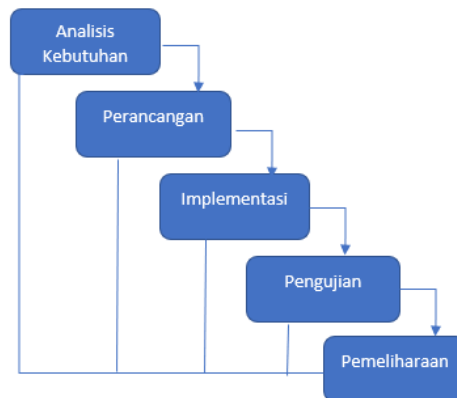 Analisis
Kebutuhan
Perancangan
Implementasi
Pengujian
Pemeliharaan